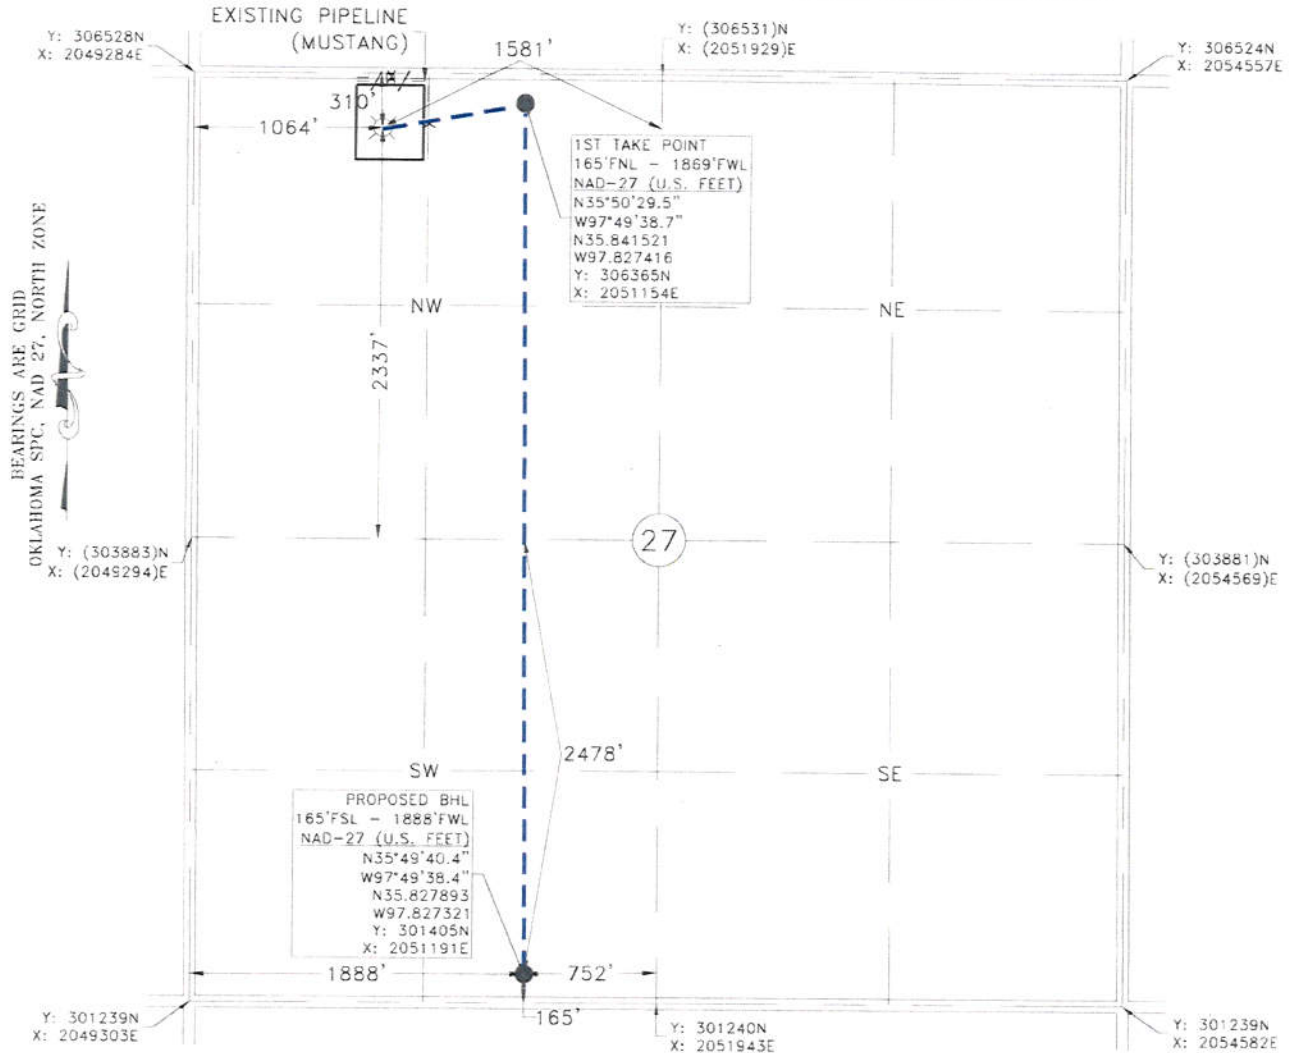 EXISTING PIPELINE
(MUSTANG)
Y: 306528N
X: 2049284E
1581'
Y: (306531)N
X: (2051929)E
Y: 306524N
X: 2054557E
310'
1064'
1ST TAKE POINT
165'FNL - 1869'FWL
NAD-27 (U.S. FEET)
N35°50'29.5"
W97°49'38.7"
N35.841521
W97.827416
Y: 306365N
X: 2051154E
BEARINGS ARE GRID
OKLAHOMA SPC, NAD 27, NORTH ZONE
NW
NE
2337'
27
Y: (303883)N
X: (2049294)E
Y: (303881)N
X: (2054569)E
2478'
SW
SE
PROPOSED BHL
165'FSL - 1888'FWL
NAD-27 (U.S. FEET)
N35°49'40.4"
W97°49'38.4"
N35.827893
W97.827321
Y: 301405N
X: 2051191E
1888'
752'
165'
Y: 301239N
X: 2049303E
Y: 301240N
X: 2051943E
Y: 301239N
X: 2054582E